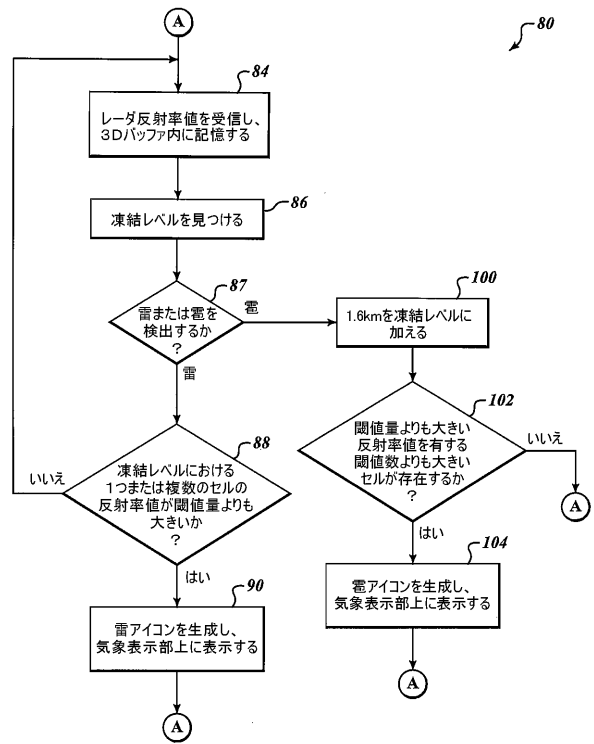 A
80
84
レーダ反射率値を受信し、
3Dバッファ内に記憶する
86
凍結レベルを見つける
87
雷または雹を
検出するか
?
雹
雷
100
1.6kmを凍結レベルに
加える
102
閾値量よりも大きい
反射率値を有する
閾値数よりも大きい
セルが存在するか
?
いいえ
A
はい
88
凍結レベルにおける
1つまたは複数のセルの
反射率値が閾値量よりも
大きいか
?
いいえ
はい
104
雹アイコンを生成し、
気象表示部上に表示する
A
90
雷アイコンを生成し、
気象表示部上に表示する
A